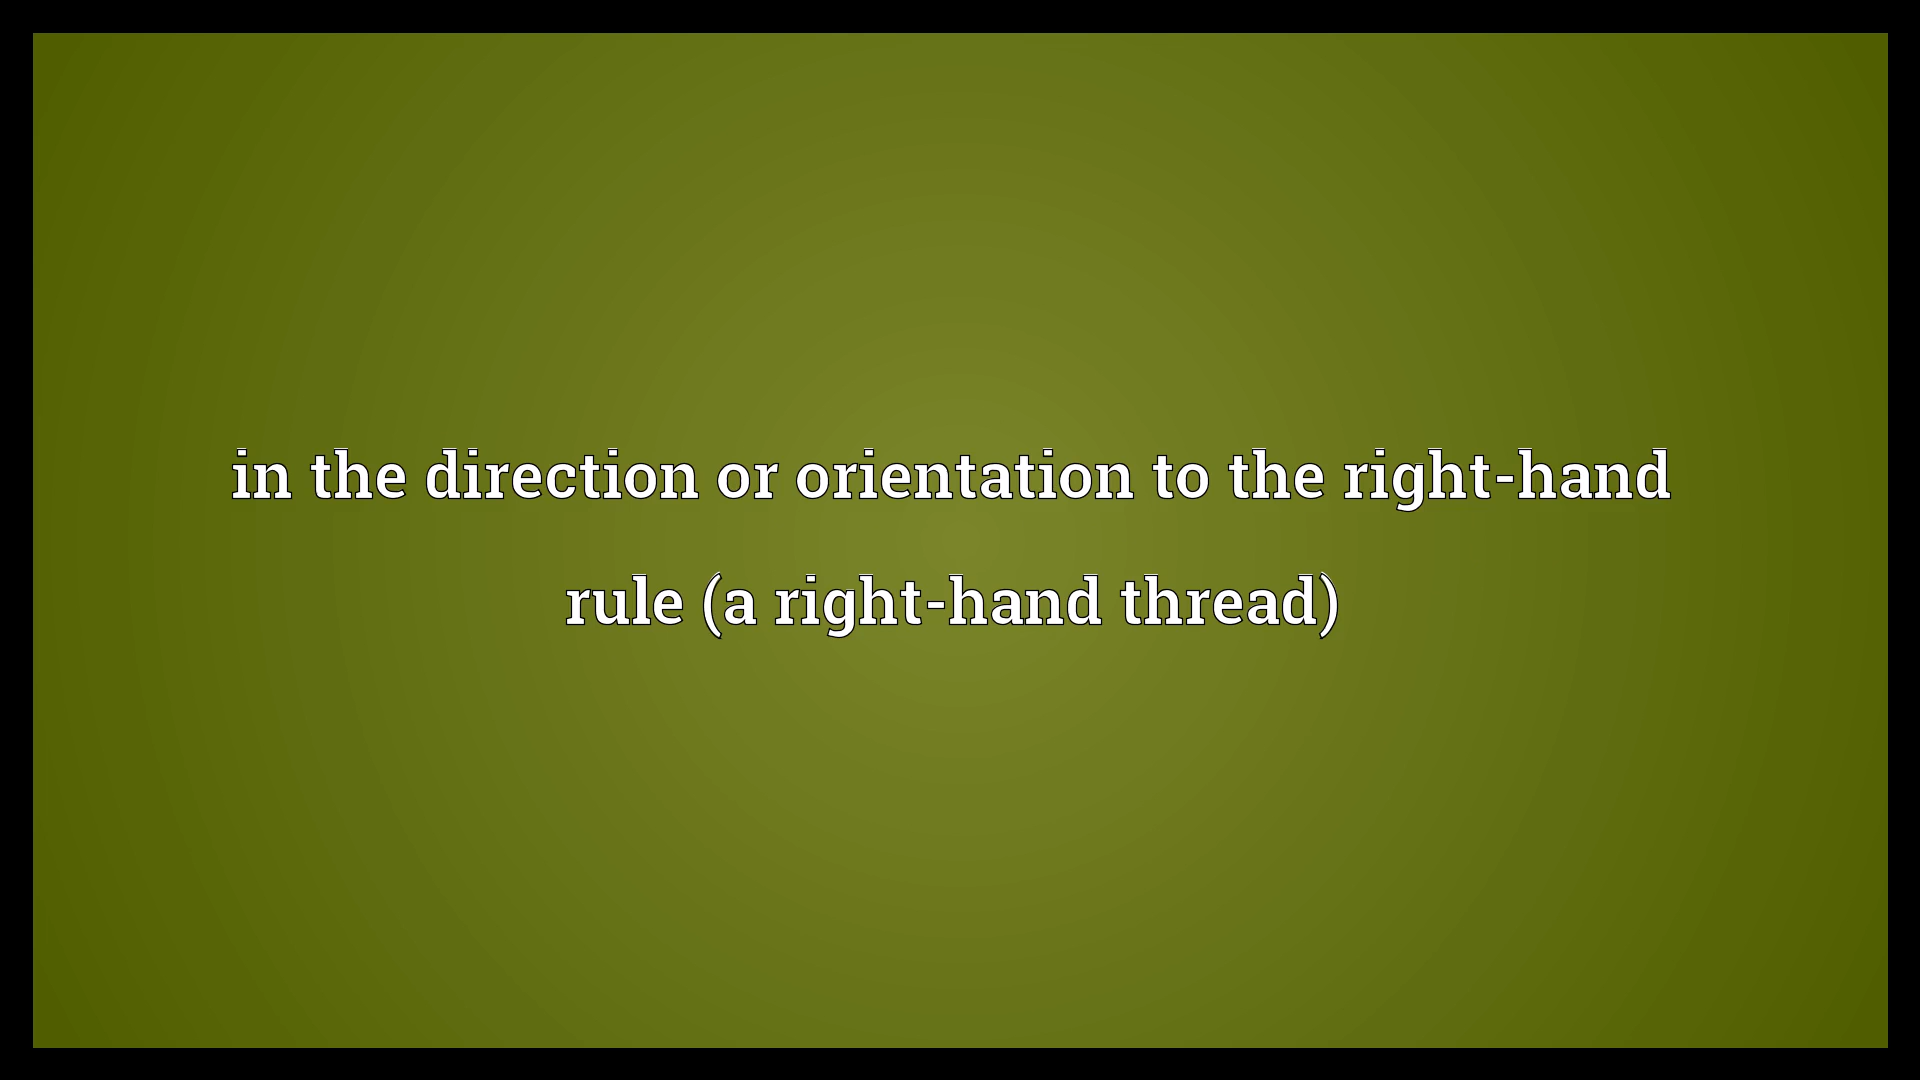 in the direction or orientation to the right-hand
rule (a right-hand thread)